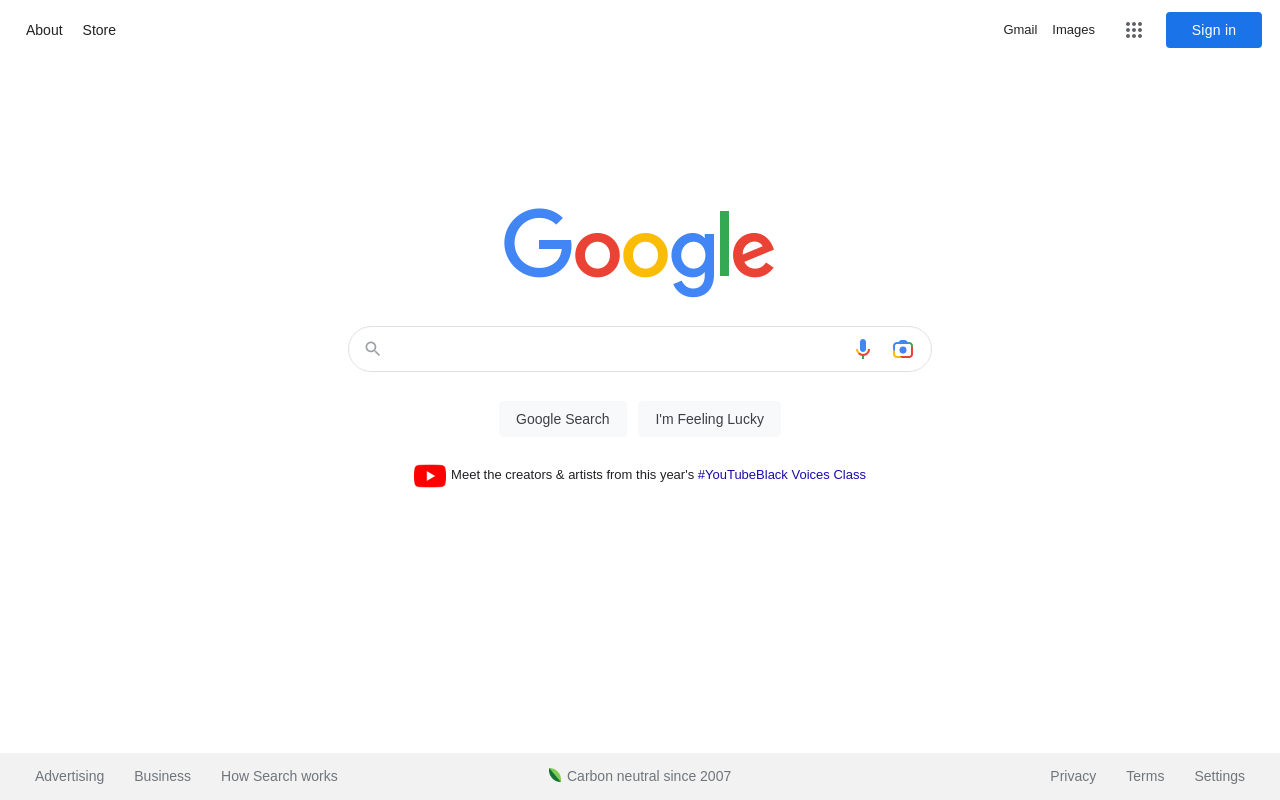 About Store Gmail Images Sign in
Google
Google Search I'm Feeling Lucky
Meet the creators & artists from this year's #YouTubeBlack Voices Class
Advertising Business How Search works Carbon neutral since 2007 Privacy Terms Settings